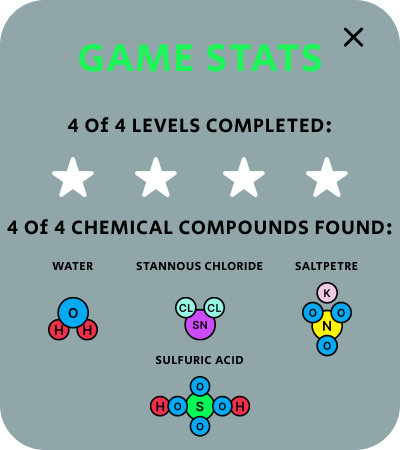 GAME STATS
4 Of 4 LEVELS COMPLETED:
4 Of 4 CHEMICAL COMPOUNDS FOUND:
WATER STANNOUS CHLORIDE SALTPETRE
O
H H
CL CL
SN
K
O O
N
O
SULFURIC ACID
O
H O S O H
O